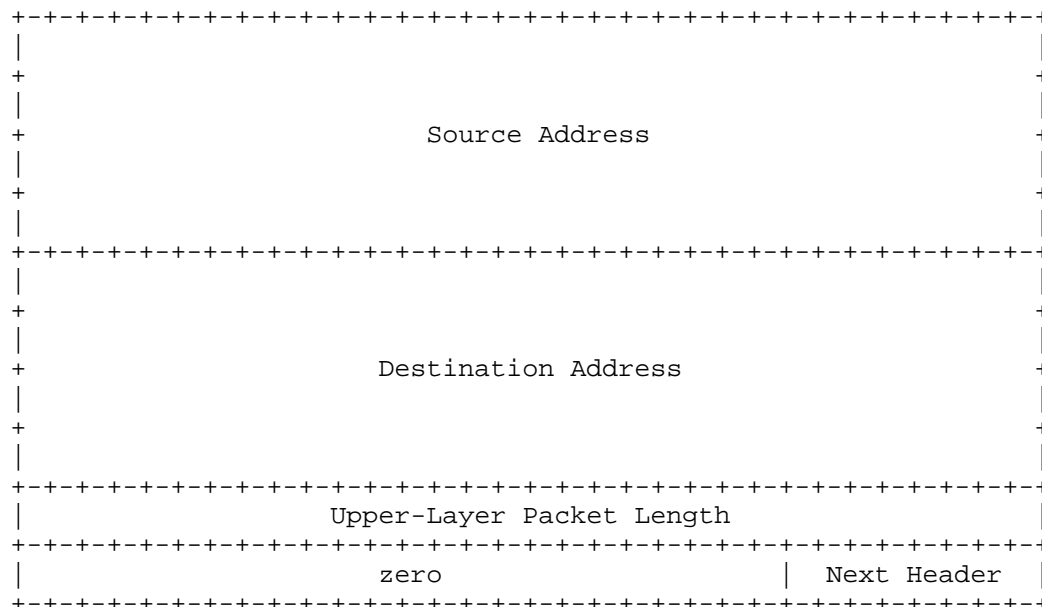 Source Address
Destination Address
Upper-Layer Packet Length
zero | Next Header